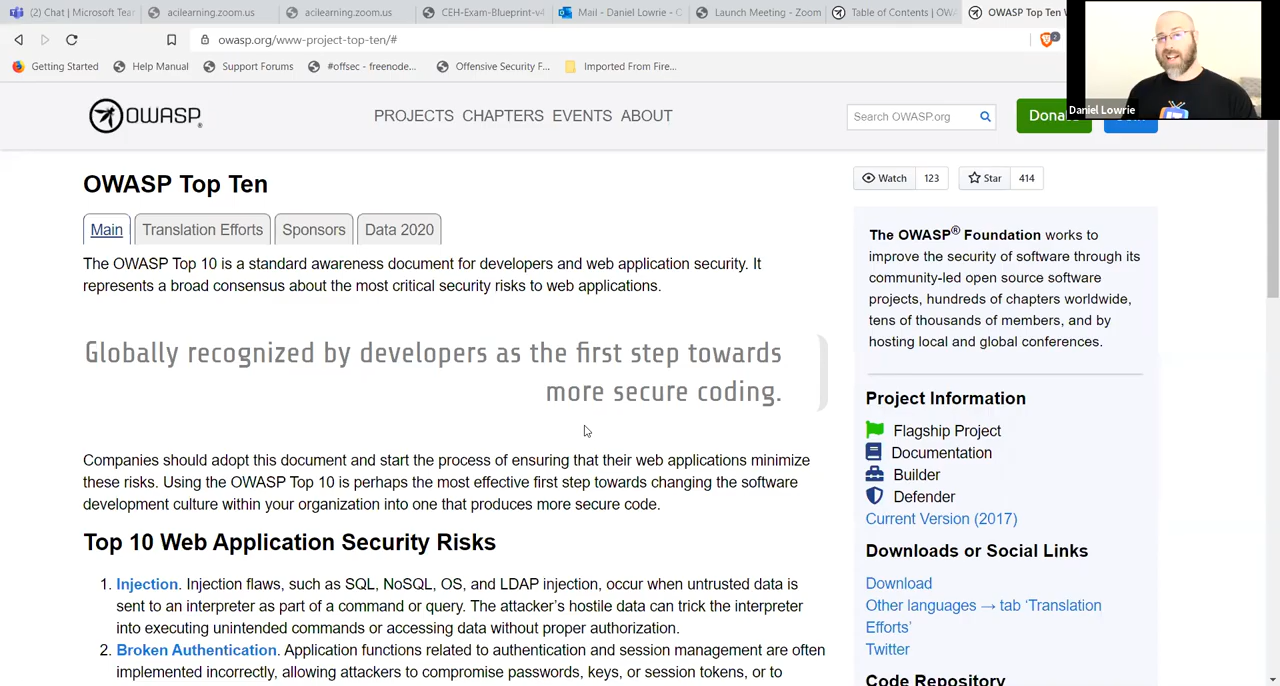 (2) Chat | Microsoft Tea
acilearning.zoom.us
acilearning.zoom.us
CEH-Exam-Blueprint-v4
Mail - Daniel Lowrie - O
Launch Meeting - Zoom
Table of Contents | OW
OWASP Top Ten
owasp.org/www-project-top-ten/#
2
Getting Started
Help Manual
Support Forums
#offsec - freenode...
Offensive Security F...
Imported From Fire...
Daniel Lowrie
OWASP
PROJECTS CHAPTERS EVENTS ABOUT
Search OWASP.org
Dona
OWASP Top Ten
Watch 123
Star 414
Main
Translation Efforts
Sponsors
Data 2020
The OWASP Top 10 is a standard awareness document for developers and web application security. It
represents a broad consensus about the most critical security risks to web applications.
Globally recognized by developers as the first step towards
more secure coding.
Companies should adopt this document and start the process of ensuring that their web applications minimize
these risks. Using the OWASP Top 10 is perhaps the most effective first step towards changing the software
development culture within your organization into one that produces more secure code.
Top 10 Web Application Security Risks
1. Injection. Injection flaws, such as SQL, NoSQL, OS, and LDAP injection, occur when untrusted data is
sent to an interpreter as part of a command or query. The attacker's hostile data can trick the interpreter
into executing unintended commands or accessing data without proper authorization.
2. Broken Authentication. Application functions related to authentication and session management are often
implemented incorrectly, allowing attackers to compromise passwords, keys, or session tokens, or to
The OWASP® Foundation works to
improve the security of software through its
community-led open source software
projects, hundreds of chapters worldwide,
tens of thousands of members, and by
hosting local and global conferences.
Project Information
Flagship Project
Documentation
Builder
Defender
Current Version (2017)
Downloads or Social Links
Download
Other languages → tab 'Translation
Efforts'
Twitter
Code Repository